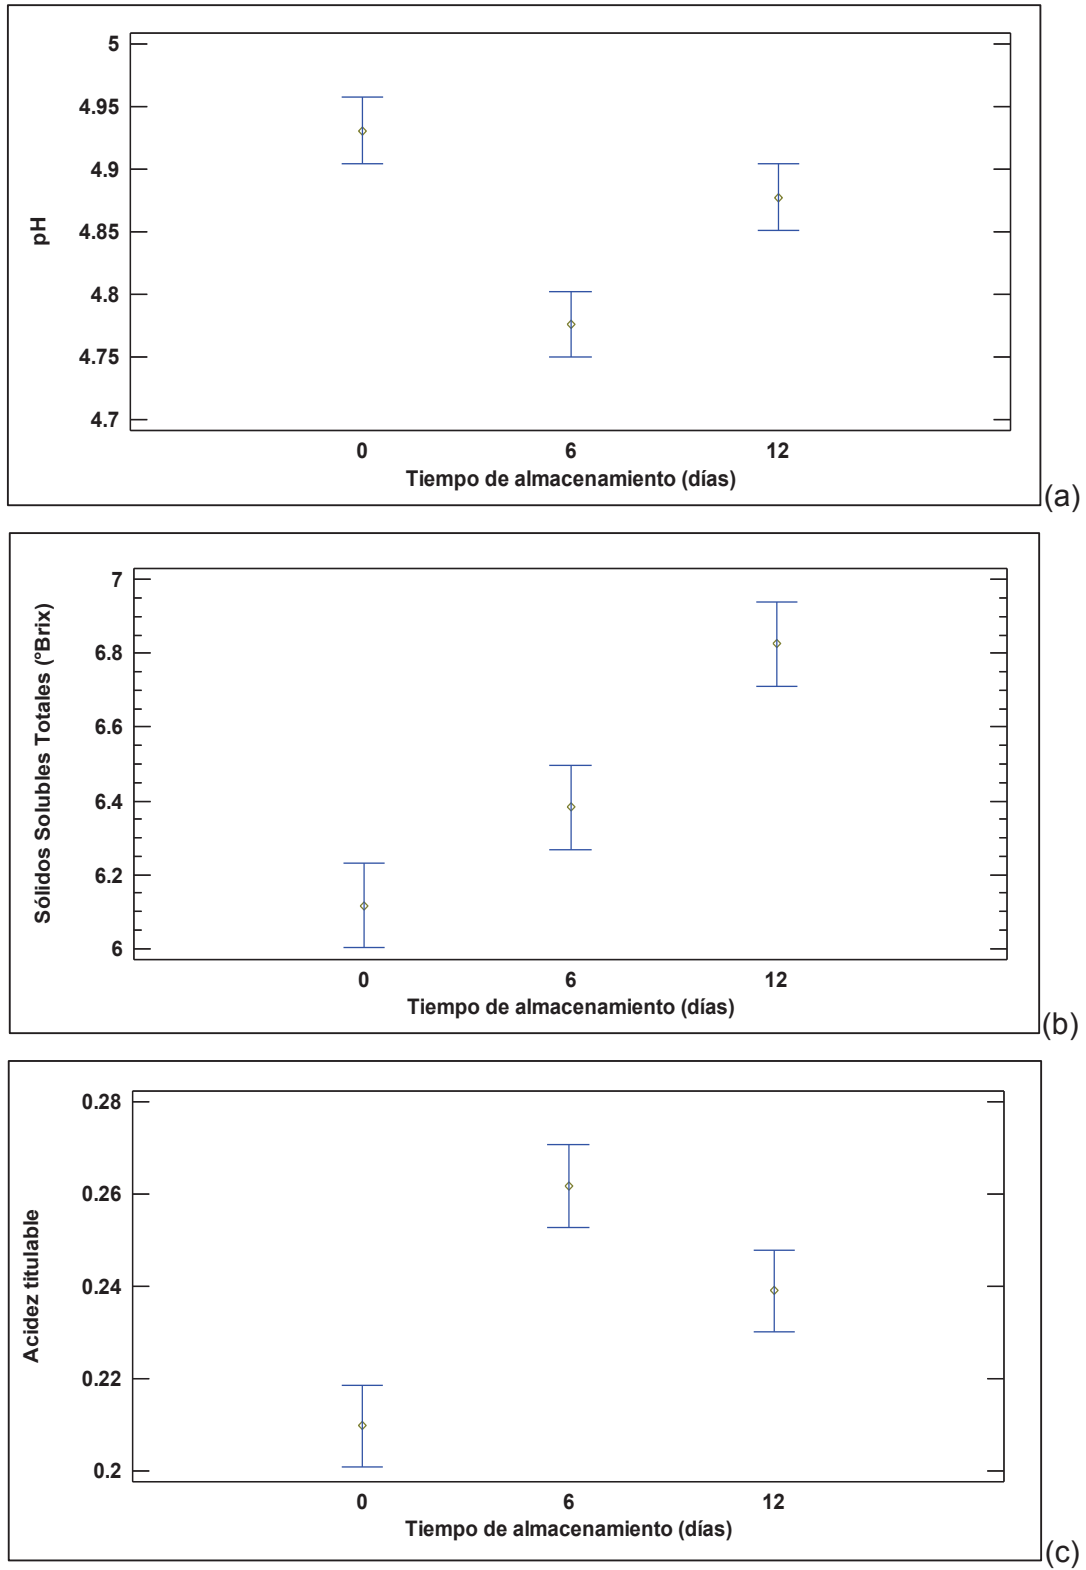 5
4.95
4.9
4.85
4.8
4.75
4.7
pH
0 6 12
Tiempo de almacenamiento (días)
(a)
7
6.8
6.6
6.4
6.2
6
Sólidos Solubles Totales (°Brix)
0 6 12
Tiempo de almacenamiento (días)
(b)
0.28
0.26
0.24
0.22
0.2
Acidez titulable
0 6 12
Tiempo de almacenamiento (días)
(c)